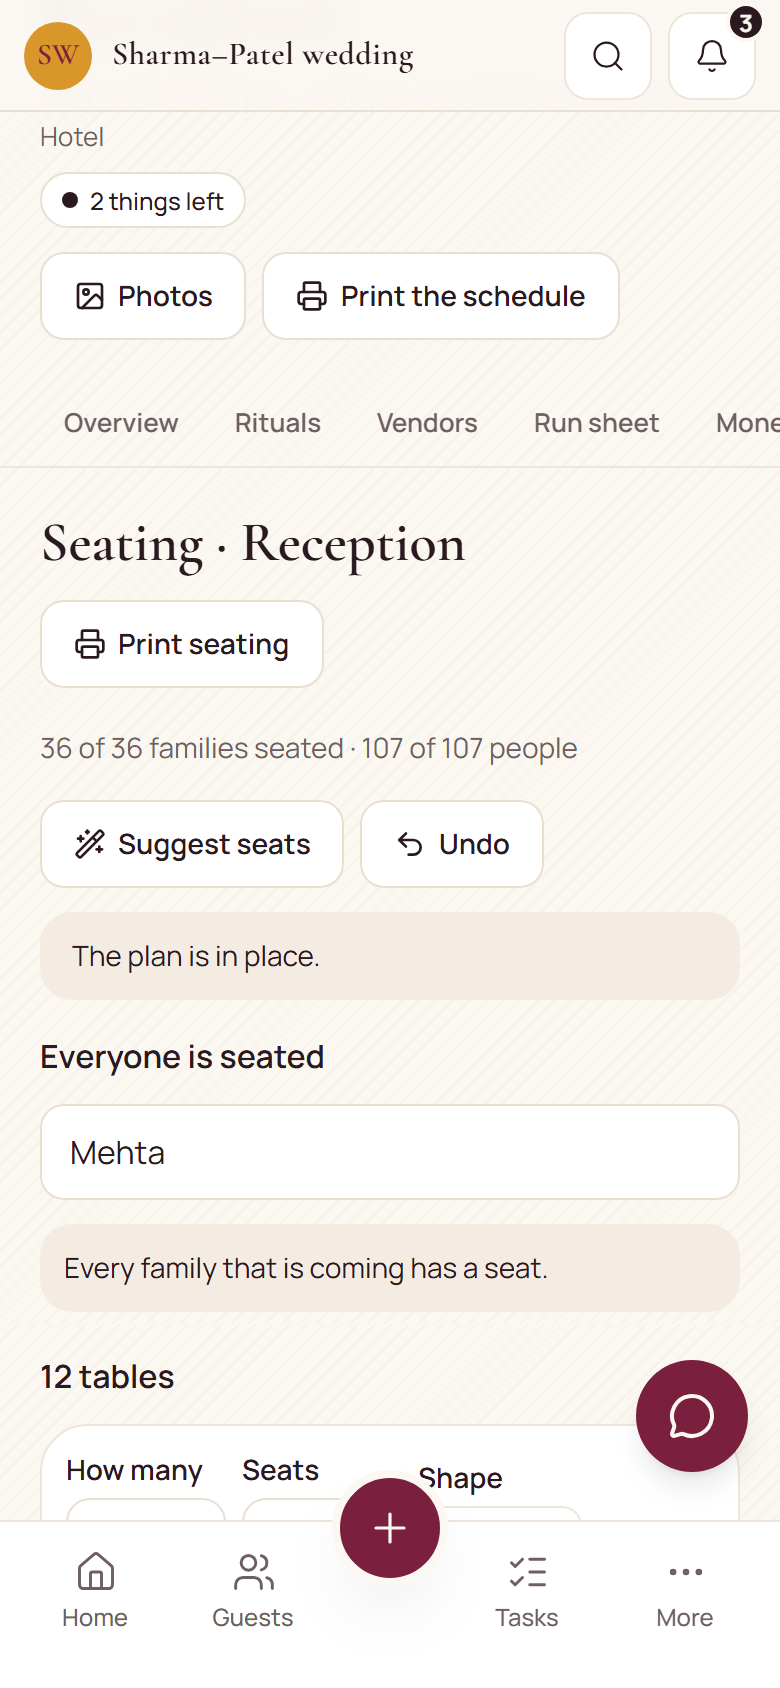 SW
Sharma–Patel wedding
3
Hotel
2 things left
Photos
Print the schedule
Overview
Rituals
Vendors
Run sheet
Mone
Seating · Reception
Print seating
36 of 36 families seated · 107 of 107 people
Suggest seats
Undo
The plan is in place.
Everyone is seated
Mehta
Every family that is coming has a seat.
12 tables
How many
Seats
Shape
Home
Guests
Tasks
More